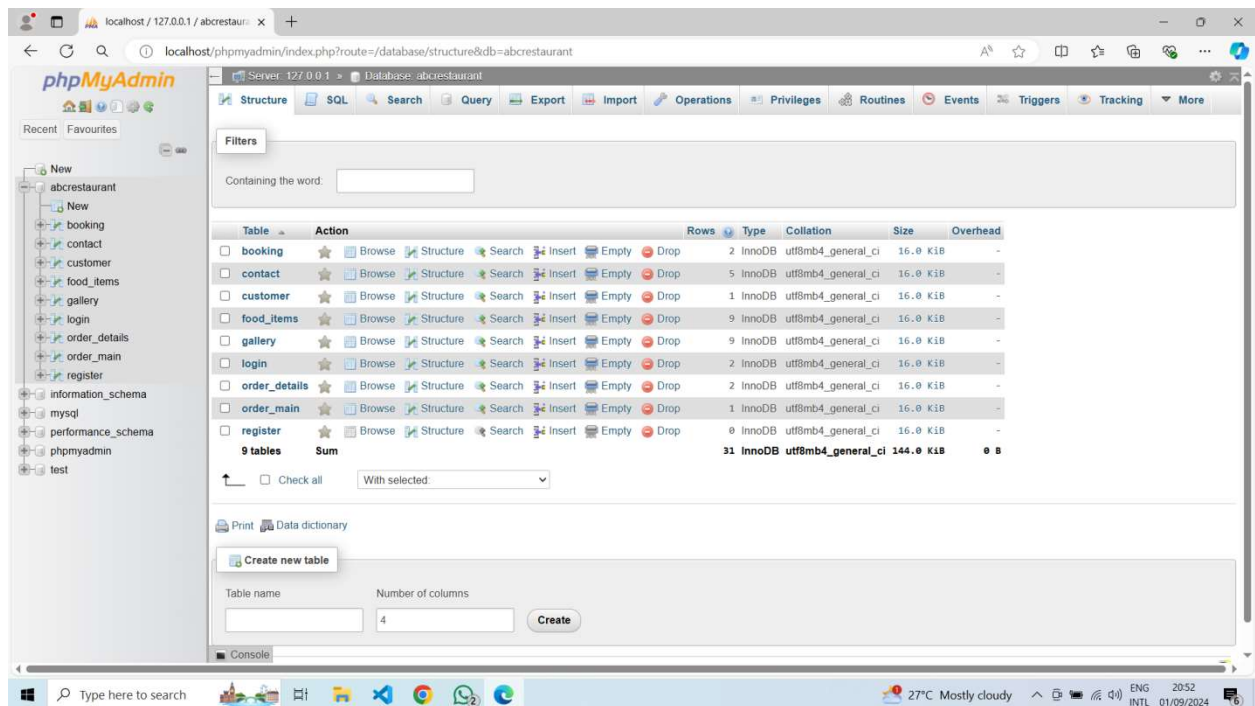 localhost / 127.0.0.1 / abcrestaura
localhost/phpmyadmin/index.php?route=/database/structure&db=abcrestaurant
phpMyAdmin
Recent Favourites
New
abcrestaurant
New
booking
contact
customer
food_items
gallery
login
order_details
order_main
register
information_schema
mysql
performance_schema
phpmyadmin
test
Server: 127.0.0.1 » Database: abcrestaurant
Structure SQL Search Query Export Import Operations Privileges Routines Events Triggers Tracking More
Filters
Containing the word:
Table Action Rows Type Collation Size Overhead
booking Browse Structure Search Insert Empty Drop 2 InnoDB utf8mb4_general_ci 16.0 KiB -
contact Browse Structure Search Insert Empty Drop 5 InnoDB utf8mb4_general_ci 16.0 KiB -
customer Browse Structure Search Insert Empty Drop 1 InnoDB utf8mb4_general_ci 16.0 KiB -
food_items Browse Structure Search Insert Empty Drop 9 InnoDB utf8mb4_general_ci 16.0 KiB -
gallery Browse Structure Search Insert Empty Drop 9 InnoDB utf8mb4_general_ci 16.0 KiB -
login Browse Structure Search Insert Empty Drop 2 InnoDB utf8mb4_general_ci 16.0 KiB -
order_details Browse Structure Search Insert Empty Drop 2 InnoDB utf8mb4_general_ci 16.0 KiB -
order_main Browse Structure Search Insert Empty Drop 1 InnoDB utf8mb4_general_ci 16.0 KiB -
register Browse Structure Search Insert Empty Drop 0 InnoDB utf8mb4_general_ci 16.0 KiB -
9 tables Sum 31 InnoDB utf8mb4_general_ci 144.0 KiB 0 B
Check all With selected:
Print Data dictionary
Create new table
Table name Number of columns
4 Create
Console
Type here to search
2
27°C Mostly cloudy
ENG
INTL
20:52
01/09/2024
6